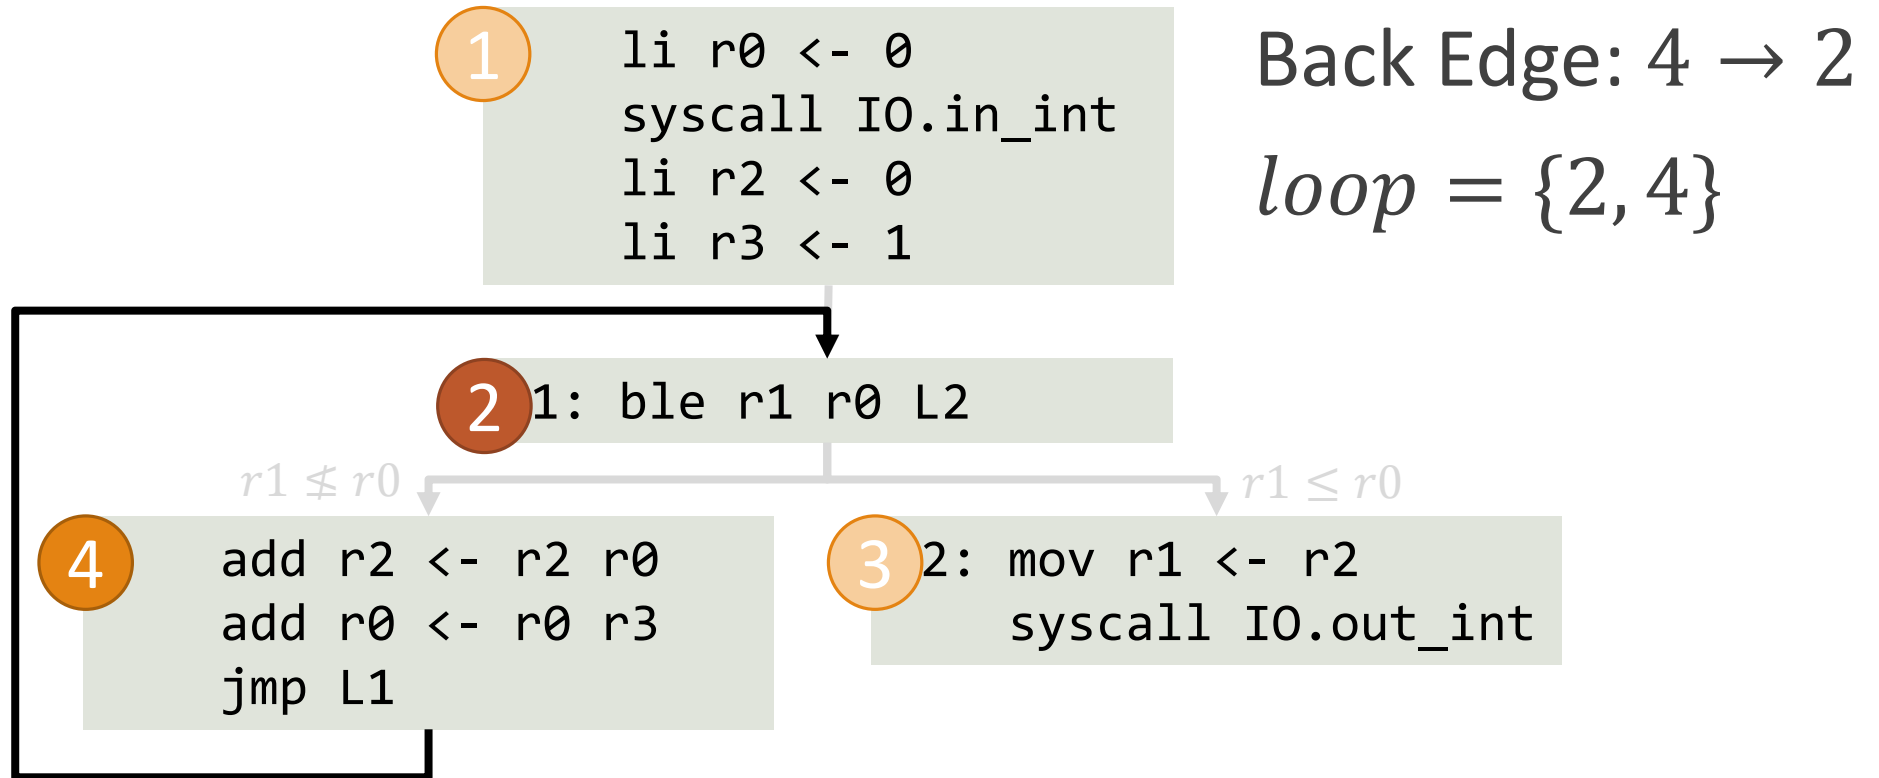 1
li r0 <- 0
syscall IO.in_int
li r2 <- 0
li r3 <- 1
Back Edge: 4 → 2
loop = {2, 4}
2
1: ble r1 r0 L2
r1 ≰ r0
r1 ≤ r0
4
add r2 <- r2 r0
add r0 <- r0 r3
jmp L1
3
2: mov r1 <- r2
syscall IO.out_int